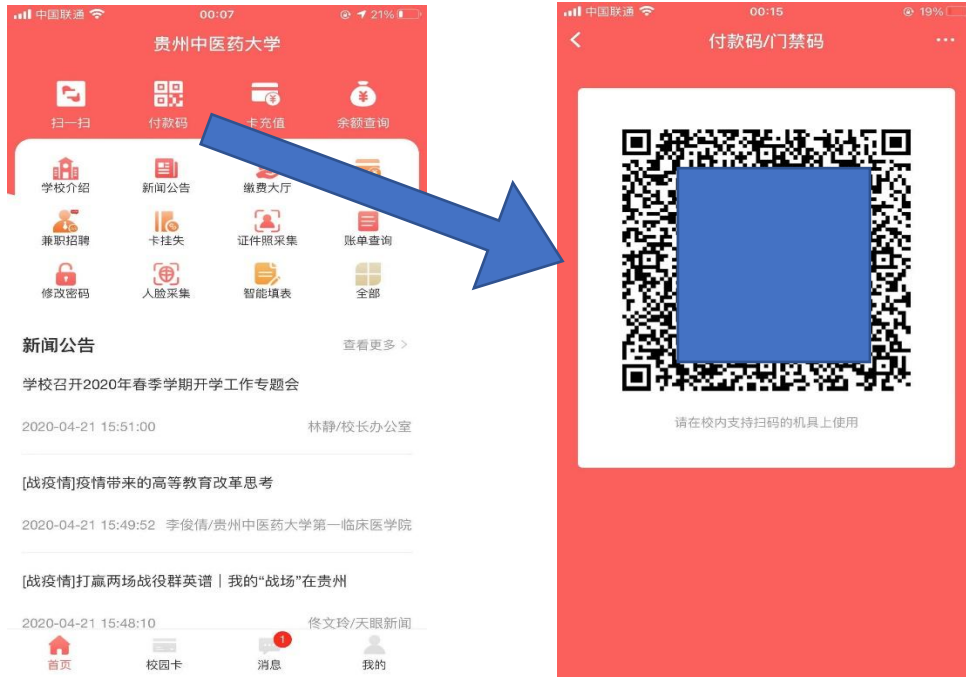 中国联通 00:07 21%
贵州中医药大学
扫一扫 付款码 卡充值 余额查询
学校介绍 新闻公告 缴费大厅
兼职招聘 卡挂失 证件照采集 账单查询
修改密码 人脸采集 智能填表 全部
新闻公告 查看更多 >
学校召开2020年春季学期开学工作专题会
2020-04-21 15:51:00 林静/校长办公室
[战疫情]疫情带来的高等教育改革思考
2020-04-21 15:49:52 李俊倩/贵州中医药大学第一临床医学院
[战疫情]打赢两场战役群英谱｜我的“战场”在贵州
2020-04-21 15:48:10 佟文玲/天眼新闻
1
首页 校园卡 消息 我的
中国联通 00:15 19%
付款码/门禁码
请在校内支持扫码的机具上使用